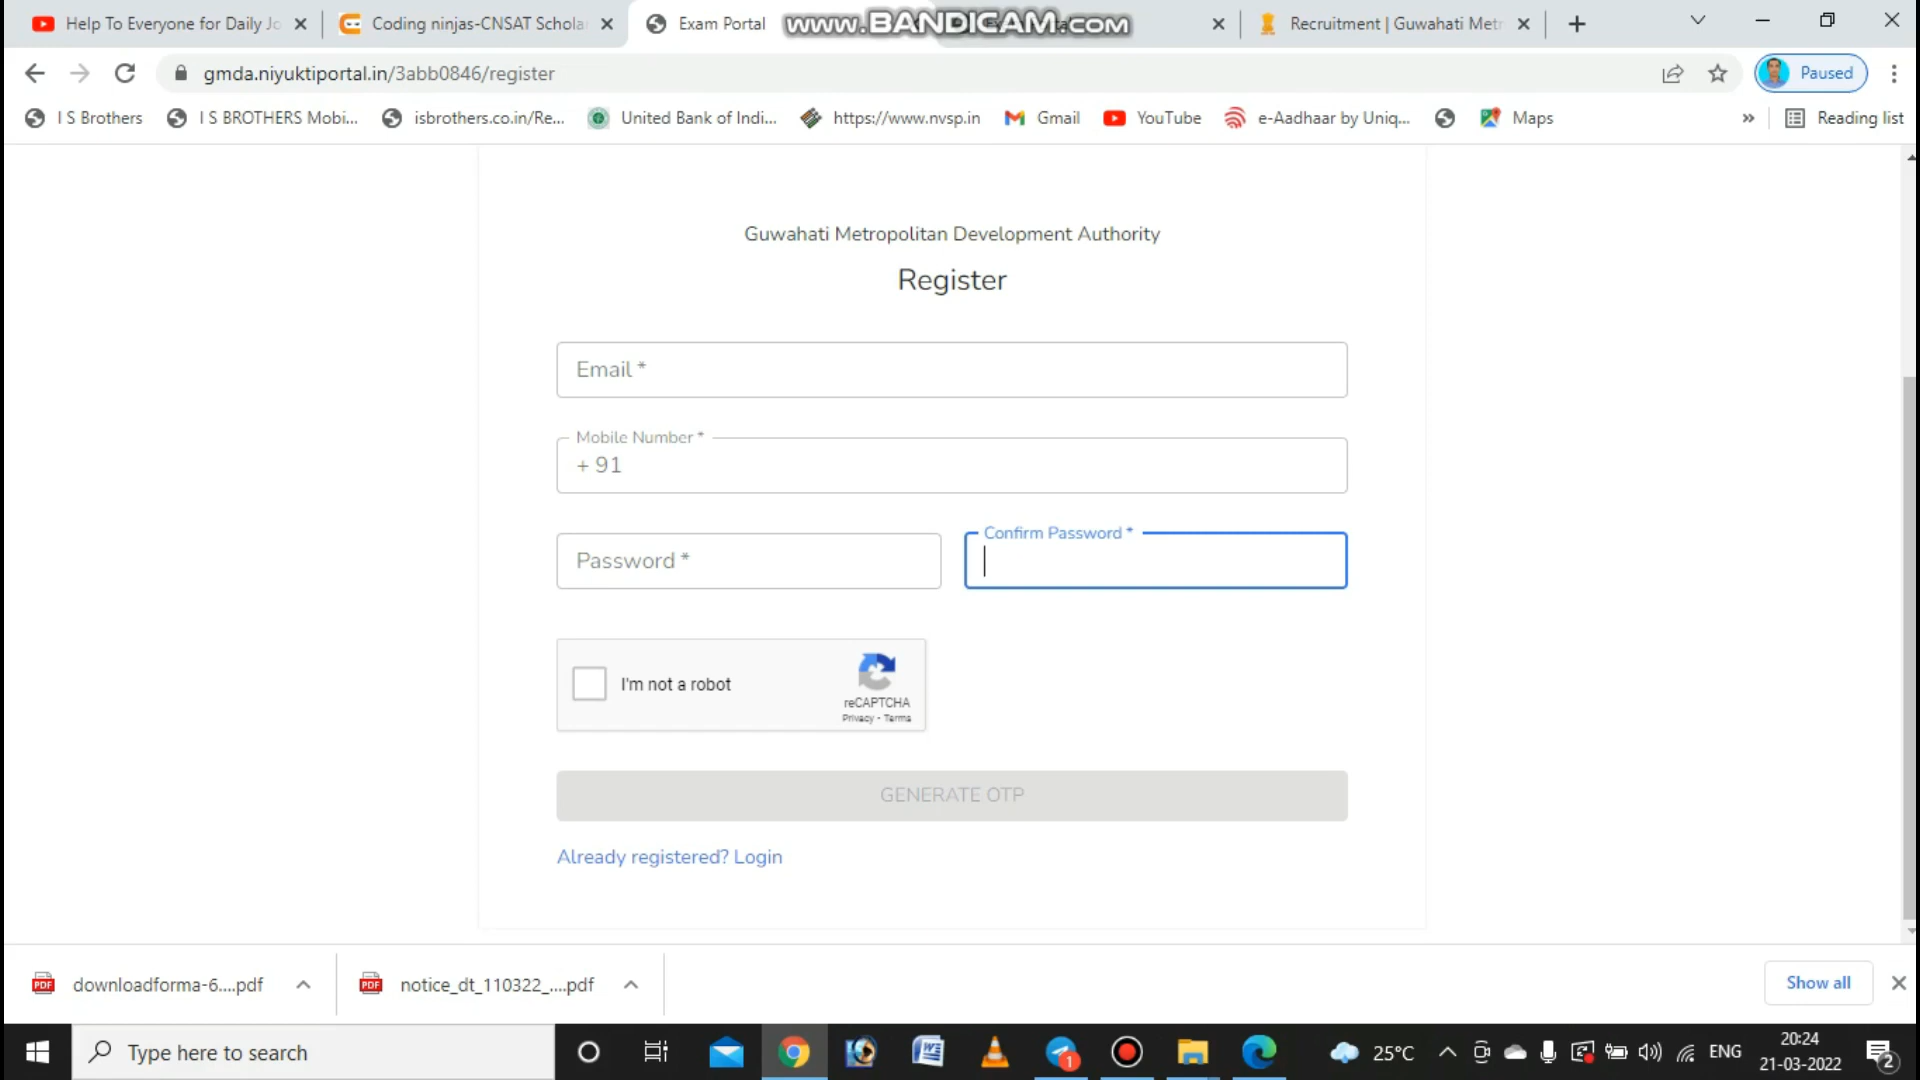 Help To Everyone for Daily Jo
Coding ninjas-CNSAT Schola
Exam Portal
www.BANDICAM.com
Recruitment | Guwahati Metr
gmda.niyuktiportal.in/3abb0846/register
Paused
I S Brothers
I S BROTHERS Mobi...
isbrothers.co.in/Re...
United Bank of Indi...
https://www.nvsp.in
Gmail
YouTube
e-Aadhaar by Uniq...
Maps
»
Reading list
Guwahati Metropolitan Development Authority
Register
Email *
Mobile Number *
+ 91
Password *
Confirm Password *
I'm not a robot
reCAPTCHA
Privacy - Terms
GENERATE OTP
Already registered? Login
downloadforma-6....pdf
notice_dt_110322_....pdf
Show all
Type here to search
1
25°C
ENG
20:24
21-03-2022
2